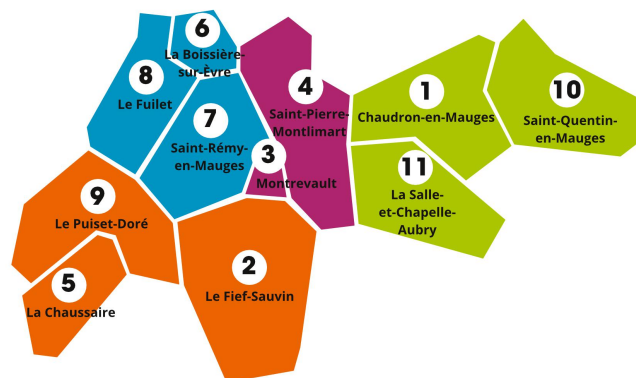 6
La Boissière-
sur-Èvre
8
Le Fuilet
4
Saint-Pierre-
Montlimart
1
Chaudron-en-Mauges
10
Saint-Quentin-
en-Mauges
7
Saint-Rémy-
en-Mauges
3
Montrevault
11
La Salle-
et-Chapelle-
Aubry
9
Le Puiset-Doré
2
Le Fief-Sauvin
5
La Chaussaire